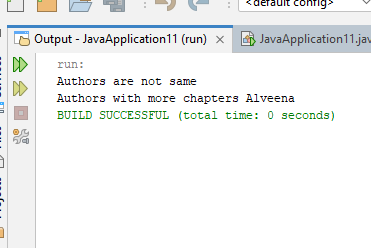 <default config>
Output - JavaApplication11 (run)
JavaApplication11.jav
run:
Authors are not same
Authors with more chapters Alveena
BUILD SUCCESSFUL (total time: 0 seconds)